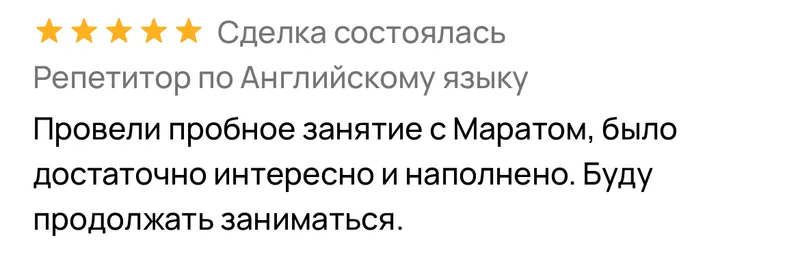 Сделка состоялась
Репетитор по Английскому языку
Провели пробное занятие с Маратом, было
достаточно интересно и наполнено. Буду
продолжать заниматься.